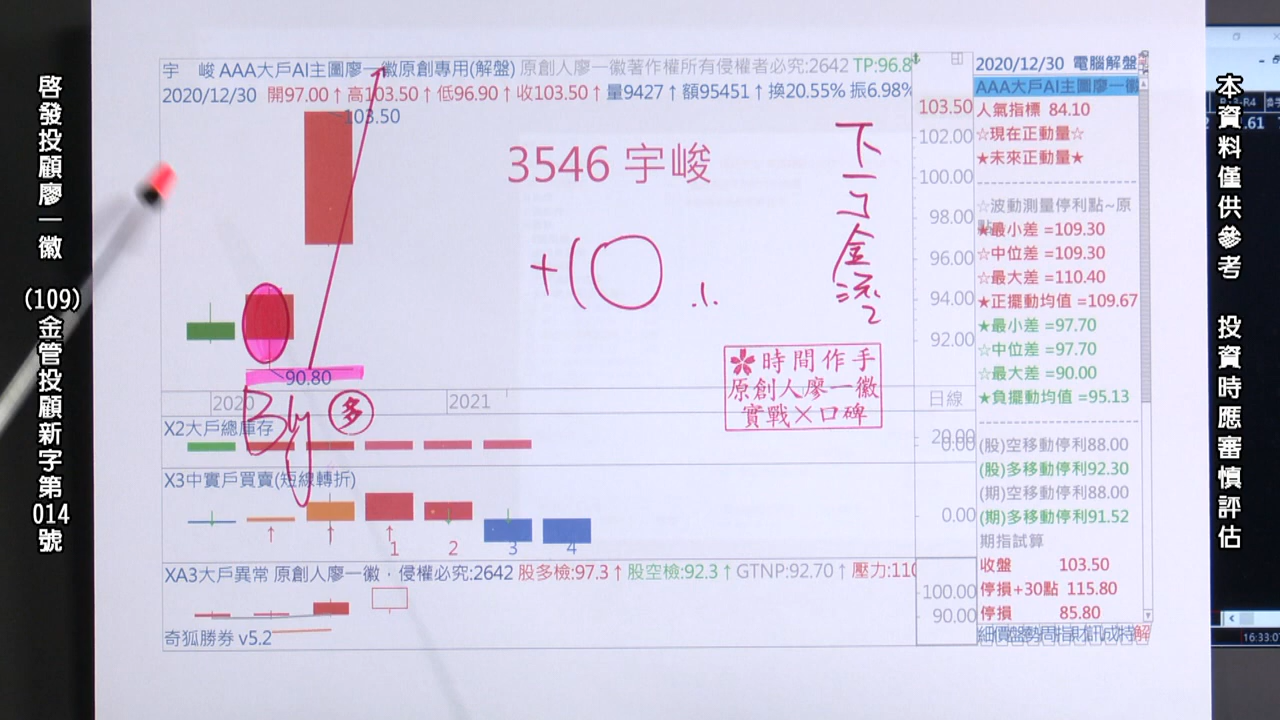 啓發投顧廖一徽 (109)金管投顧新字第014號
宇 峻 AAA大戶AI主圖廖一徽原創專用(解盤) 原創人廖一徽著作權所有侵權者必究:2642 TP:96.8
2020/12/30 開97.00↑高103.50↑低96.90↑收103.50↑量9427↑額95451↑換20.55% 振6.98%
103.50
3546 宇峻
+10%
90.80
多
時間作手
原創人廖一徽
實戰×口碑
2020
2021
日線
103.50
102.00
100.00
98.00
96.00
94.00
92.00
X2大戶總庫存
20.00
0.00
X3中實戶買賣(短線轉折)
0.00
1 2 3 4
XA3大戶異常 原創人廖一徽，侵權必究:2642 股多檢:97.3↑股空檢:92.3↑GTNP:92.70↑壓力:110
100.00
90.00
奇狐勝券 v5.2
2020/12/30 電腦解盤
AAA大戶AI主圖廖一徽
人氣指標 84.10
☆現在正動量☆
★未來正動量★
☆波動測量停利點~原
★最小差 =109.30
☆中位差 =109.30
☆最大差 =110.40
★正擺動均值 =109.67
★最小差 =97.70
☆中位差 =97.70
☆最大差 =90.00
★負擺動均值 =95.13
(股)空移動停利88.00
(股)多移動停利92.30
(期)空移動停利88.00
(期)多移動停利91.52
期指試算
收盤 103.50
停損+30點 115.80
停損 85.80
16:33:0
本資料僅供參考 投資時應審慎評估